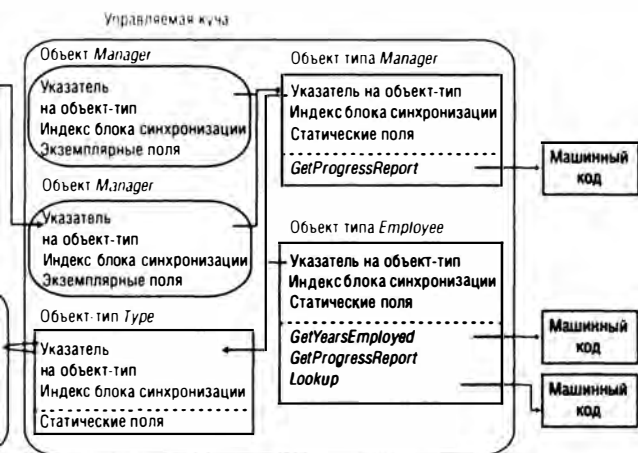 Управляемая куча
Объект Manager
Указатель
на объект-тип
Индекс блока синхронизации
Экземплярные поля
Объект Manager
Указатель
на объект-тип
Индекс блока синхронизации
Экземплярные поля
Объект-тип Type
Указатель
на объект-тип
Индекс блока синхронизации
Статические поля
Объект типа Manager
Указатель на объект-тип
Индекс блока синхронизации
Статические поля
GetProgressReport
Машинный
код
Объект типа Employee
Указатель на объект-тип
Индекс блока синхронизации
Статические поля
GetYearsEmployed
GetProgressReport
Lookup
Машинный
код
Машинный
код